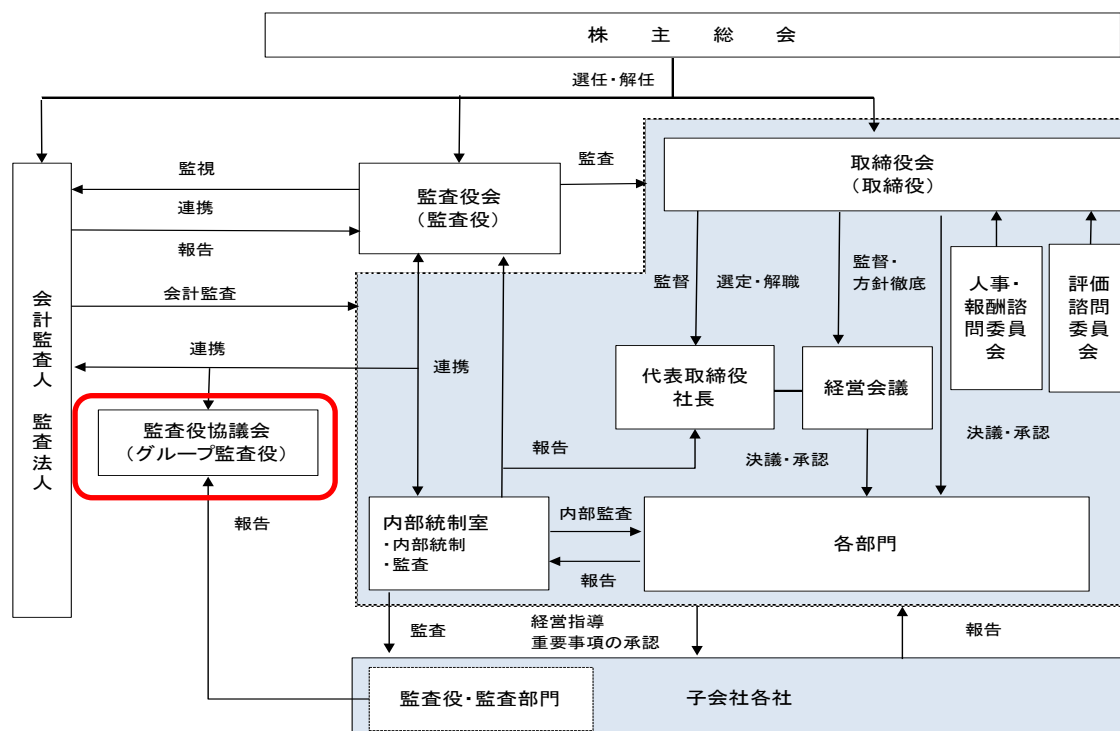 株　主　総　会
選任・解任
監視
連携
報告
監査役会
（監査役）
監査
取締役会
（取締役）
会計監査人　監査法人
会計監査
監督
選定・解職
監督・
方針徹底
人事・
報酬諮
問委員
会
評価
諮問
委員
会
連携
連携
代表取締役
社長
経営会議
監査役協議会
（グループ監査役）
報告
決議・承認
決議・承認
報告
内部統制室
・内部統制
・監査
内部監査
報告
各部門
監査
経営指導
重要事項の承認
報告
監査役・監査部門
子会社各社